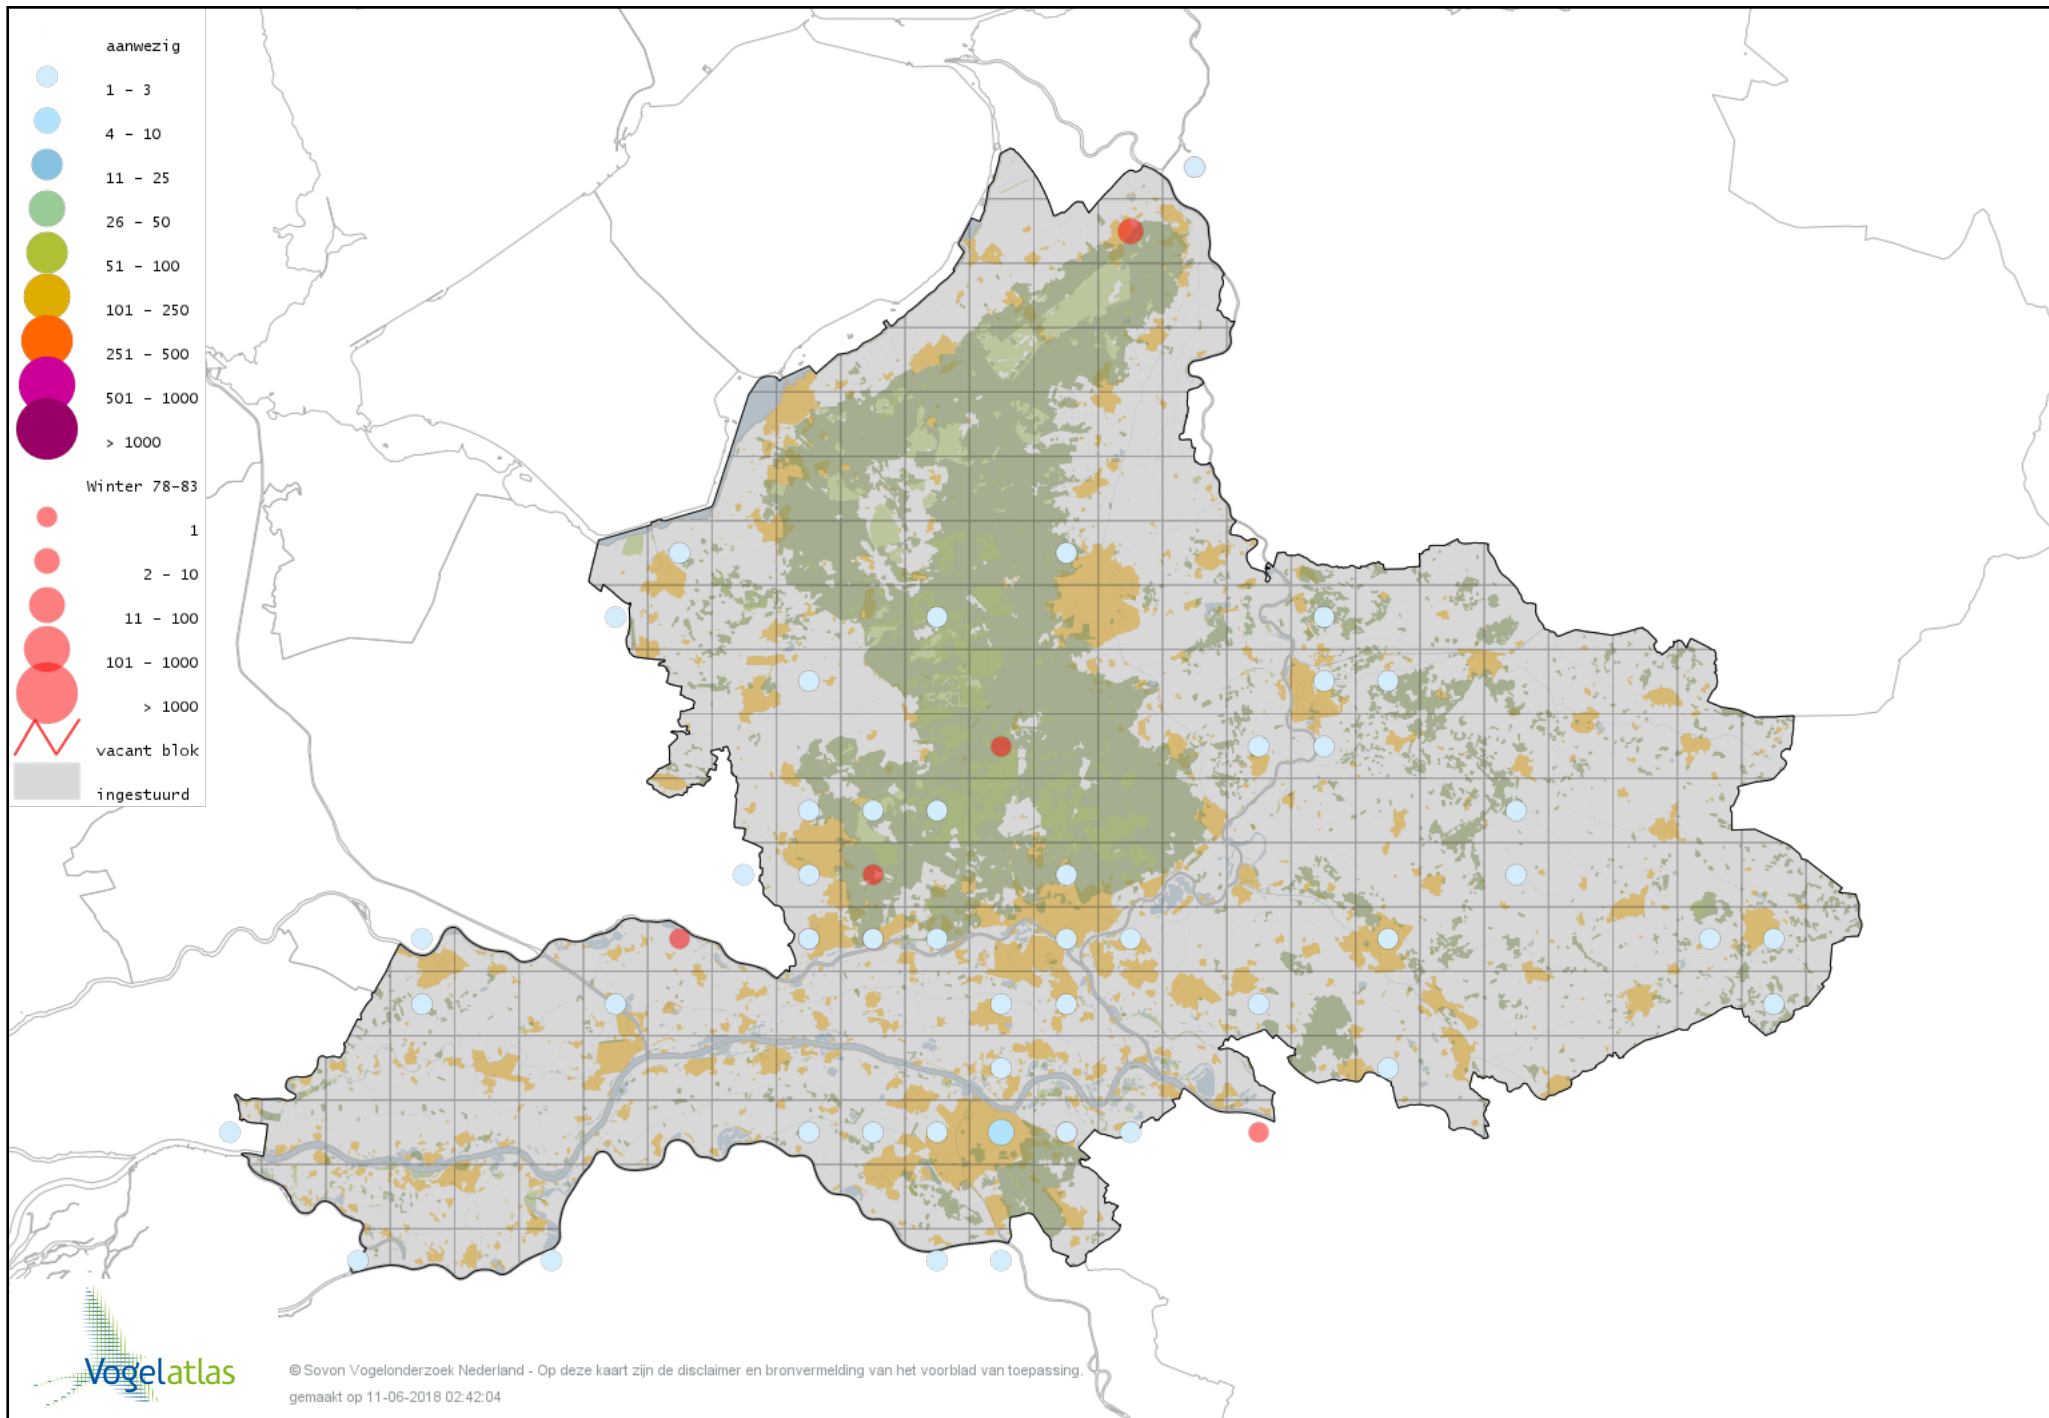 aanwezig
1 - 3
4 - 10
11 - 25
26 - 50
51 - 100
101 - 250
251 - 500
501 - 1000
> 1000
Winter 78-83
1
2 - 10
11 - 100
101 - 1000
> 1000
vacant blok
ingestuurd
Vogelatlas
© Sovon Vogelonderzoek Nederland - Op deze kaart zijn de disclaimer en bronvermelding van het voorblad van toepassing.
gemaakt op 11-06-2018 02:42:04